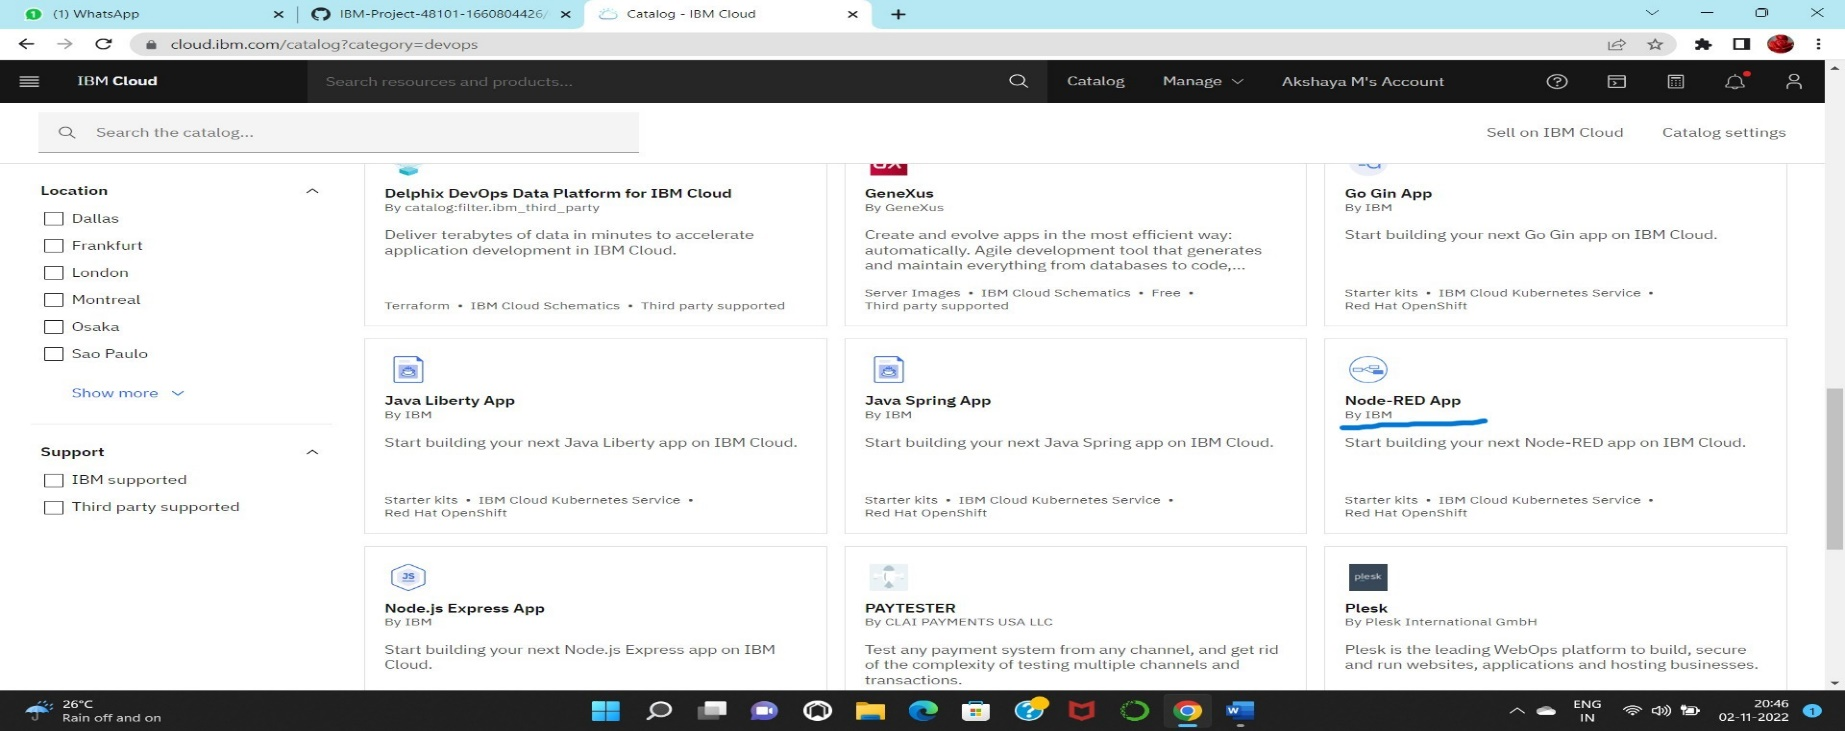 (1) WhatsApp
IBM-Project-48101-1660804426/
Catalog - IBM Cloud
cloud.ibm.com/catalog?category=devops
IBM Cloud
Search resources and products...
Catalog
Manage
Akshaya M's Account
Search the catalog...
Sell on IBM Cloud
Catalog settings
Location
Dallas
Frankfurt
London
Montreal
Osaka
Sao Paulo
Show more
Support
IBM supported
Third party supported
Delphix DevOps Data Platform for IBM Cloud
By catalog:filter.ibm_third_party
Deliver terabytes of data in minutes to accelerate
application development in IBM Cloud.
Terraform • IBM Cloud Schematics • Third party supported
GeneXus
By GeneXus
Create and evolve apps in the most efficient way:
automatically. Agile development tool that generates
and maintain everything from databases to code,...
Server Images • IBM Cloud Schematics • Free •
Third party supported
Go Gin App
By IBM
Start building your next Go Gin app on IBM Cloud.
Starter kits • IBM Cloud Kubernetes Service •
Red Hat OpenShift
Java Liberty App
By IBM
Start building your next Java Liberty app on IBM Cloud.
Starter kits • IBM Cloud Kubernetes Service •
Red Hat OpenShift
Java Spring App
By IBM
Start building your next Java Spring app on IBM Cloud.
Starter kits • IBM Cloud Kubernetes Service •
Red Hat OpenShift
Node-RED App
By IBM
Start building your next Node-RED app on IBM Cloud.
Starter kits • IBM Cloud Kubernetes Service •
Red Hat OpenShift
JS
Node.js Express App
By IBM
Start building your next Node.js Express app on IBM
Cloud.
PAYTESTER
By CLAI PAYMENTS USA LLC
Test any payment system from any channel, and get rid
of the complexity of testing multiple channels and
transactions.
plesk
Plesk
By Plesk International GmbH
Plesk is the leading WebOps platform to build, secure
and run websites, applications and hosting businesses.
26°C
Rain off and on
ENG
IN
20:46
02-11-2022
1